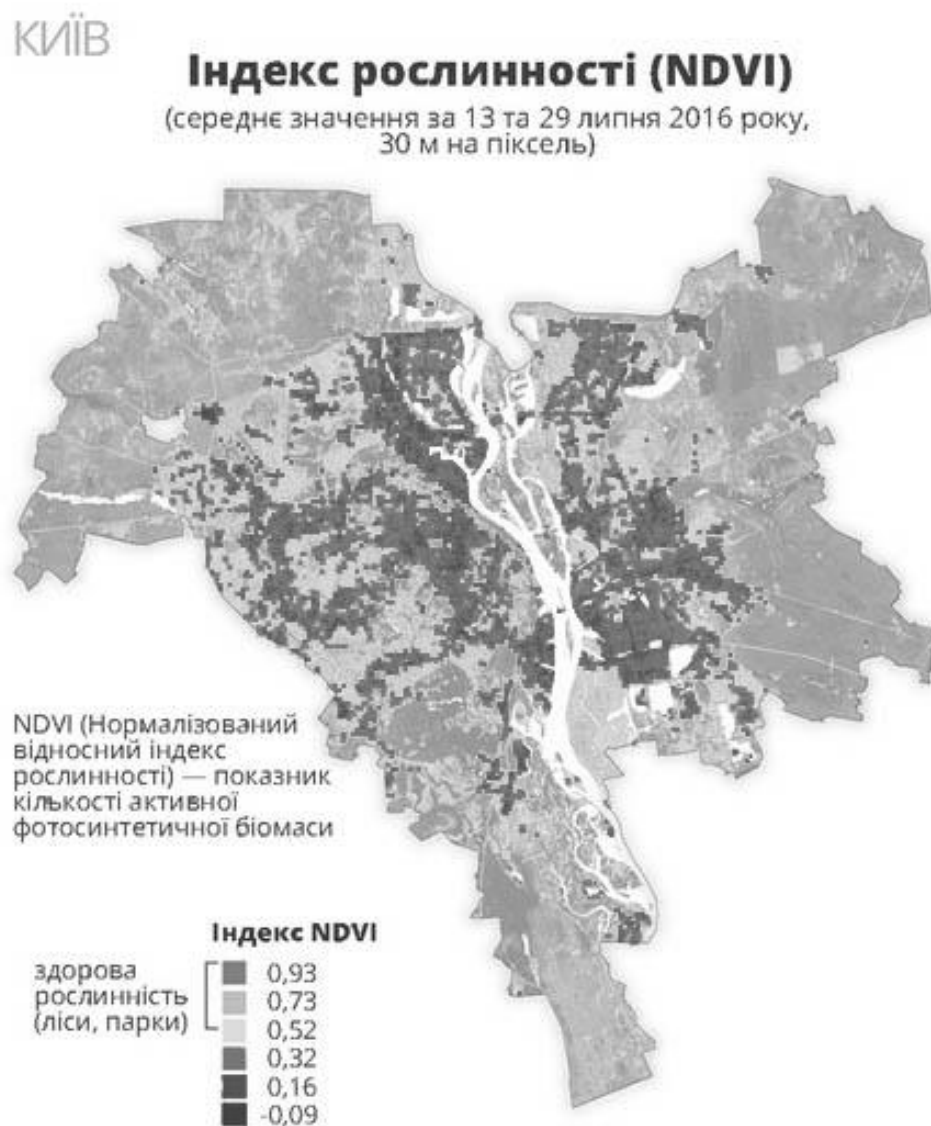 КИЇВ
Індекс рослинності (NDVI)
(середнє значення за 13 та 29 липня 2016 року,
30 м на піксель)
NDVI (Нормалізований
відносний індекс
рослинності) — показник
кількості активної
фотосинтетичної біомаси
Індекс NDVI
здорова
рослинність
(ліси, парки)
0,93
0,73
0,52
0,32
0,16
-0,09